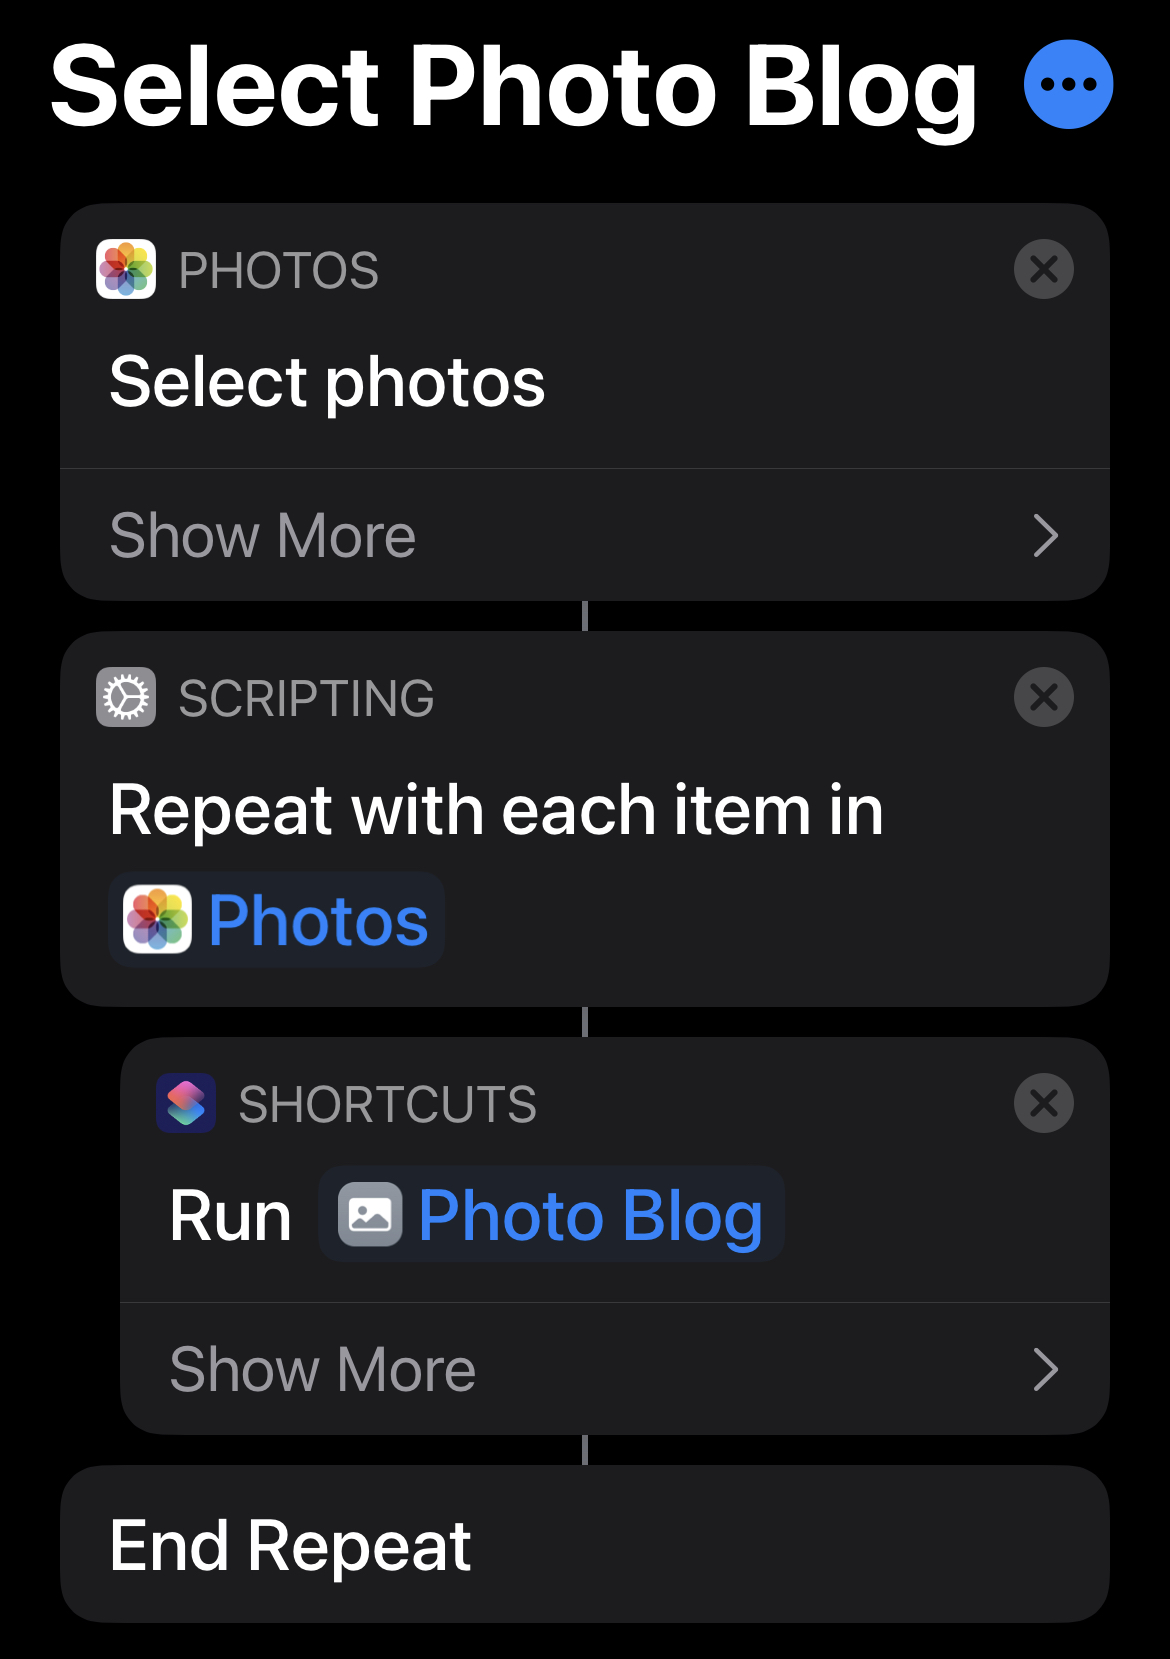 Select Photo Blog
PHOTOS
Select photos
Show More
SCRIPTING
Repeat with each item in
Photos
SHORTCUTS
Run Photo Blog
Show More
End Repeat